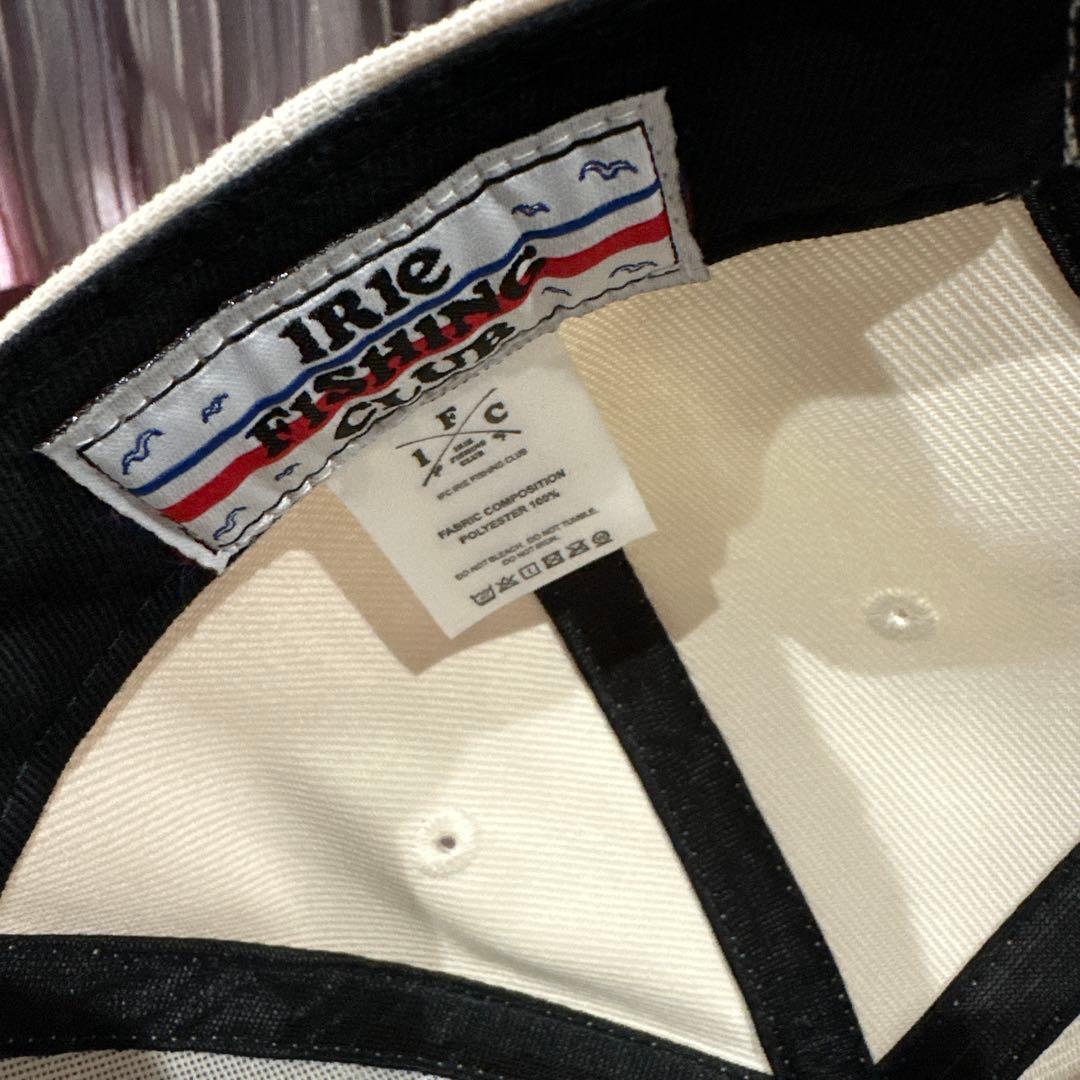 IRIE
FISHING
CLUB
F
I C
IRIE
FISHING
CLUB
IFC IRIE FISHING CLUB
FABRIC COMPOSITION
POLYESTER 100%
DO NOT BLEACH. DO NOT TUMBLE.
DO NOT IRON.